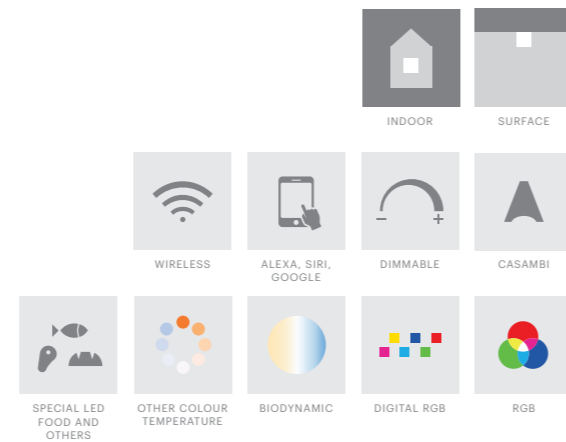 INDOOR
SURFACE
WIRELESS
ALEXA, SIRI,
GOOGLE
DIMMABLE
CASAMBI
SPECIAL LED
FOOD AND
OTHERS
OTHER COLOUR
TEMPERATURE
BIODYNAMIC
DIGITAL RGB
RGB